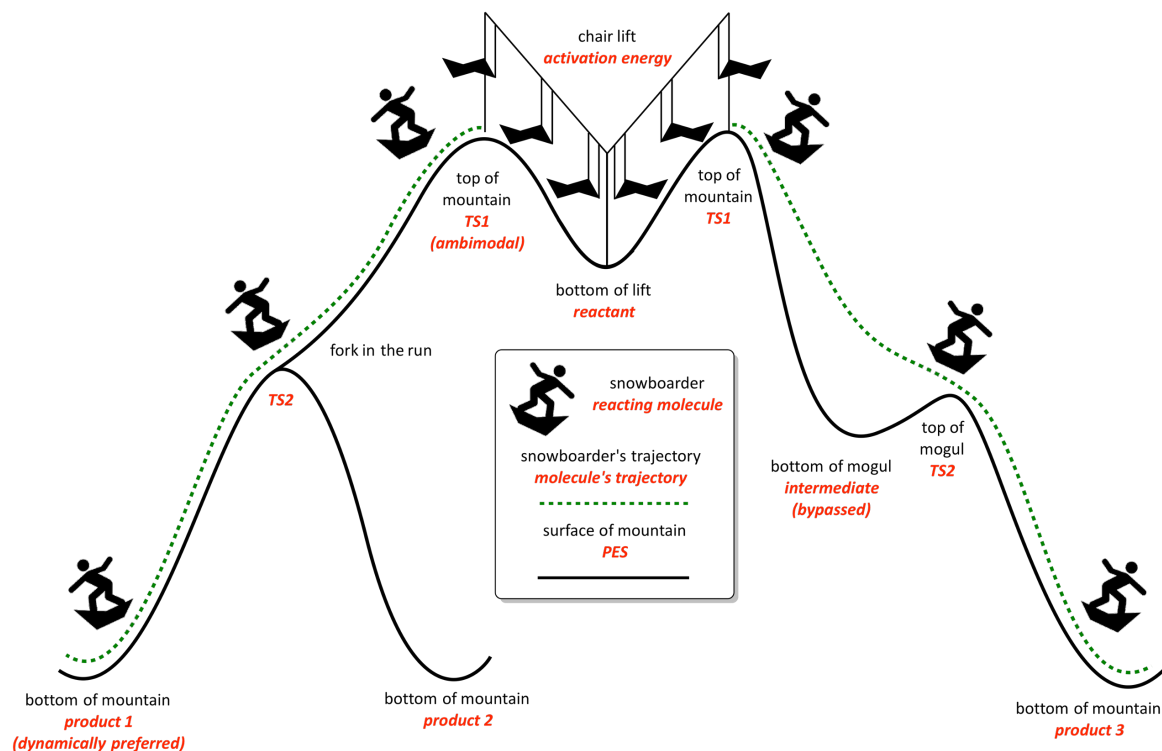 chair lift
activation energy
top of
mountain
TS1
(ambimodal)
top of
mountain
TS1
bottom of lift
reactant
fork in the run
TS2
snowboarder
reacting molecule
snowboarder's trajectory
molecule's trajectory
surface of mountain
PES
top of
mogul
TS2
bottom of mogul
intermediate
(bypassed)
bottom of mountain
product 1
(dynamically preferred)
bottom of mountain
product 2
bottom of mountain
product 3